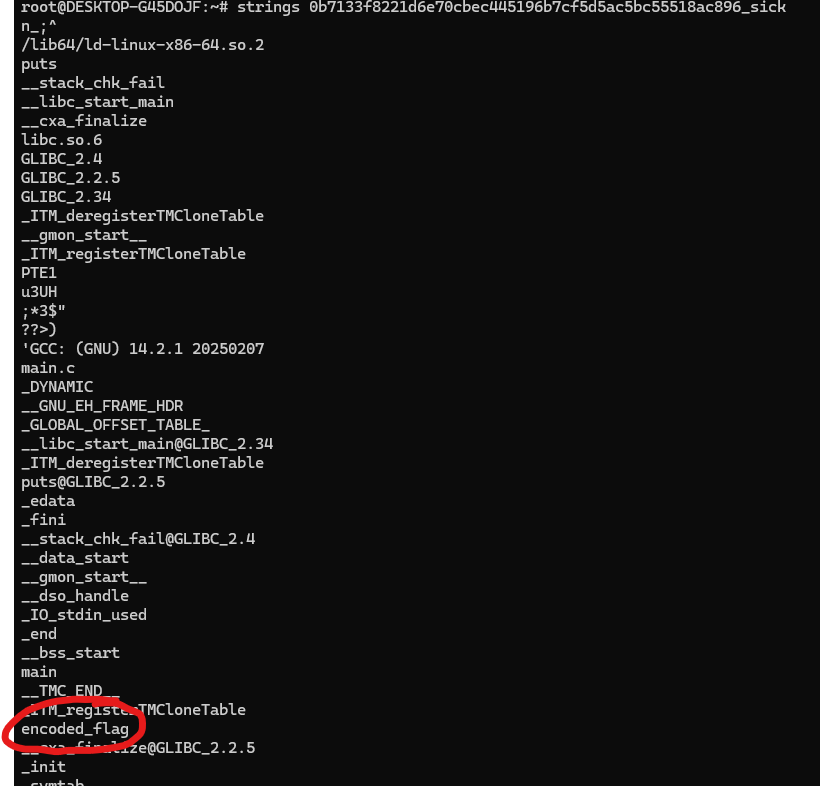 root@DESKTOP-G45DOJF:~# strings 0b7133f8221d6e70cbec445196b7cf5d5ac5bc55518ac896_sick
n_;^
/lib64/ld-linux-x86-64.so.2
puts
__stack_chk_fail
__libc_start_main
__cxa_finalize
libc.so.6
GLIBC_2.4
GLIBC_2.2.5
GLIBC_2.34
_ITM_deregisterTMCloneTable
__gmon_start__
_ITM_registerTMCloneTable
PTE1
u3UH
;*3$"
??>)
'GCC: (GNU) 14.2.1 20250207
main.c
_DYNAMIC
__GNU_EH_FRAME_HDR
_GLOBAL_OFFSET_TABLE_
__libc_start_main@GLIBC_2.34
_ITM_deregisterTMCloneTable
puts@GLIBC_2.2.5
_edata
_fini
__stack_chk_fail@GLIBC_2.4
__data_start
__gmon_start__
__dso_handle
_IO_stdin_used
_end
__bss_start
main
__TMC_END__
_ITM_registerTMCloneTable
encoded_flag
__cxa_finalize@GLIBC_2.2.5
_init
.symtab